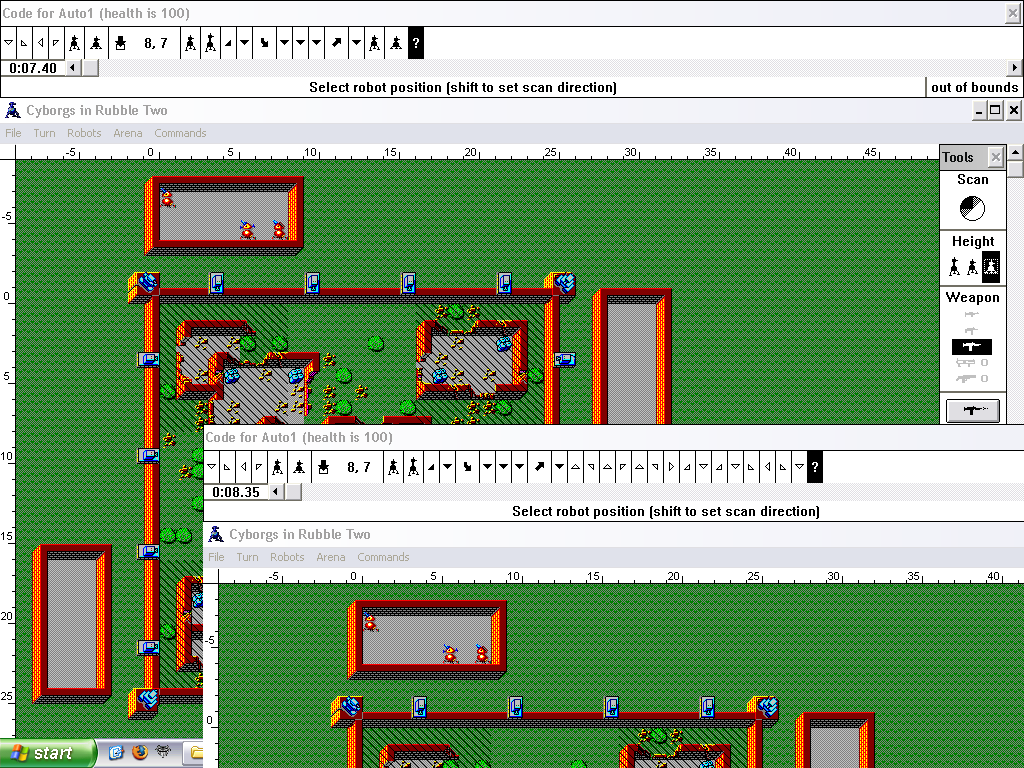 Code for Auto1 (health is 100)
8, 7
?
0:07.40
Select robot position (shift to set scan direction)
out of bounds
Cyborgs in Rubble Two
File Turn Robots Arena Commands
-5 0 5 10 15 20 25 30 35 40 45
Tools
Scan
Height
Weapon
0
0
-5
0
5
10
15
20
25
Code for Auto1 (health is 100)
8, 7
?
0:08.35
Select robot position (shift to set scan direction)
Cyborgs in Rubble Two
File Turn Robots Arena Commands
-5 0 5 10 15 20 25 30 35 40
-5
0
start